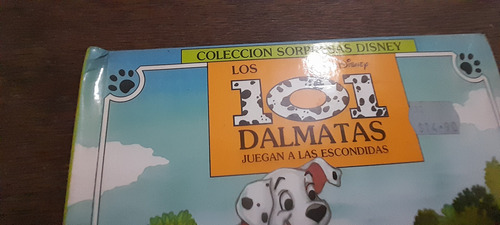 COLECCION SORPRESAS DISNEY
LOS
Disney
101
DALMATAS
JUEGAN A LAS ESCONDIDAS